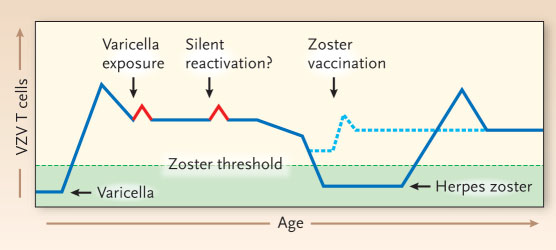 Varicella
exposure
Silent
reactivation?
Zoster
vaccination
VZV T cells
Zoster threshold
Varicella
Herpes zoster
Age